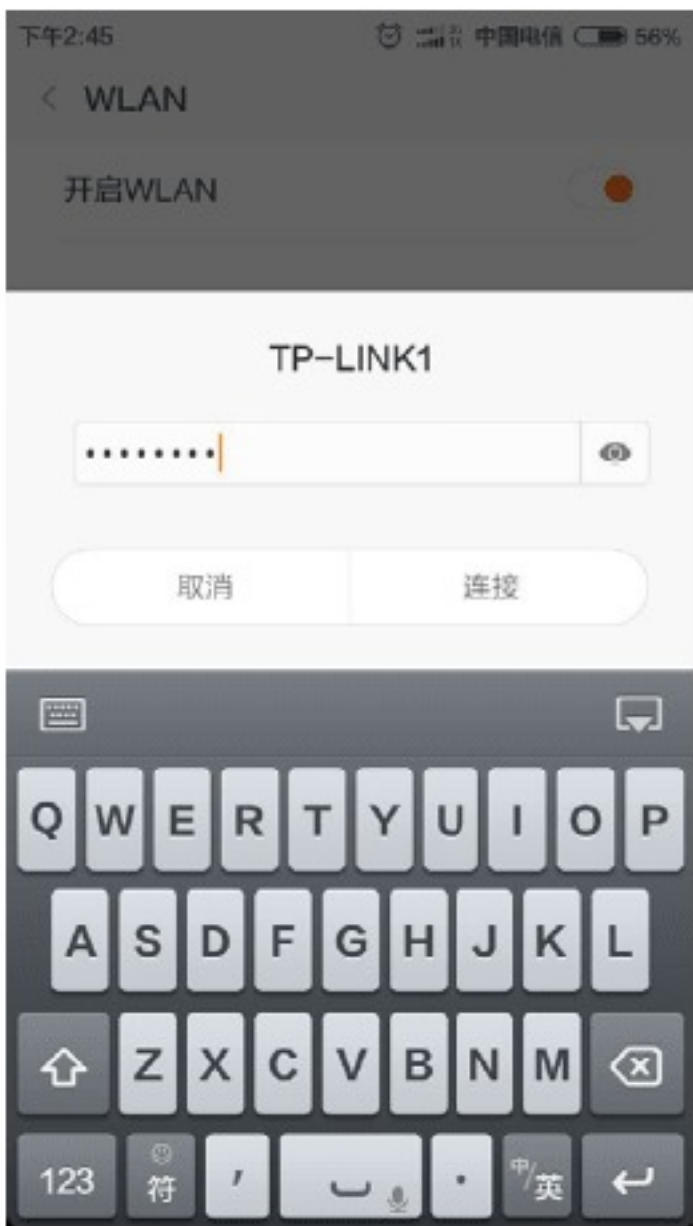 下午2:45 中国电信 56%
WLAN
开启WLAN
TP-LINK1
••••••••
取消 连接
Q W E R T Y U I O P
A S D F G H J K L
Z X C V B N M
123 符 , . 中/英